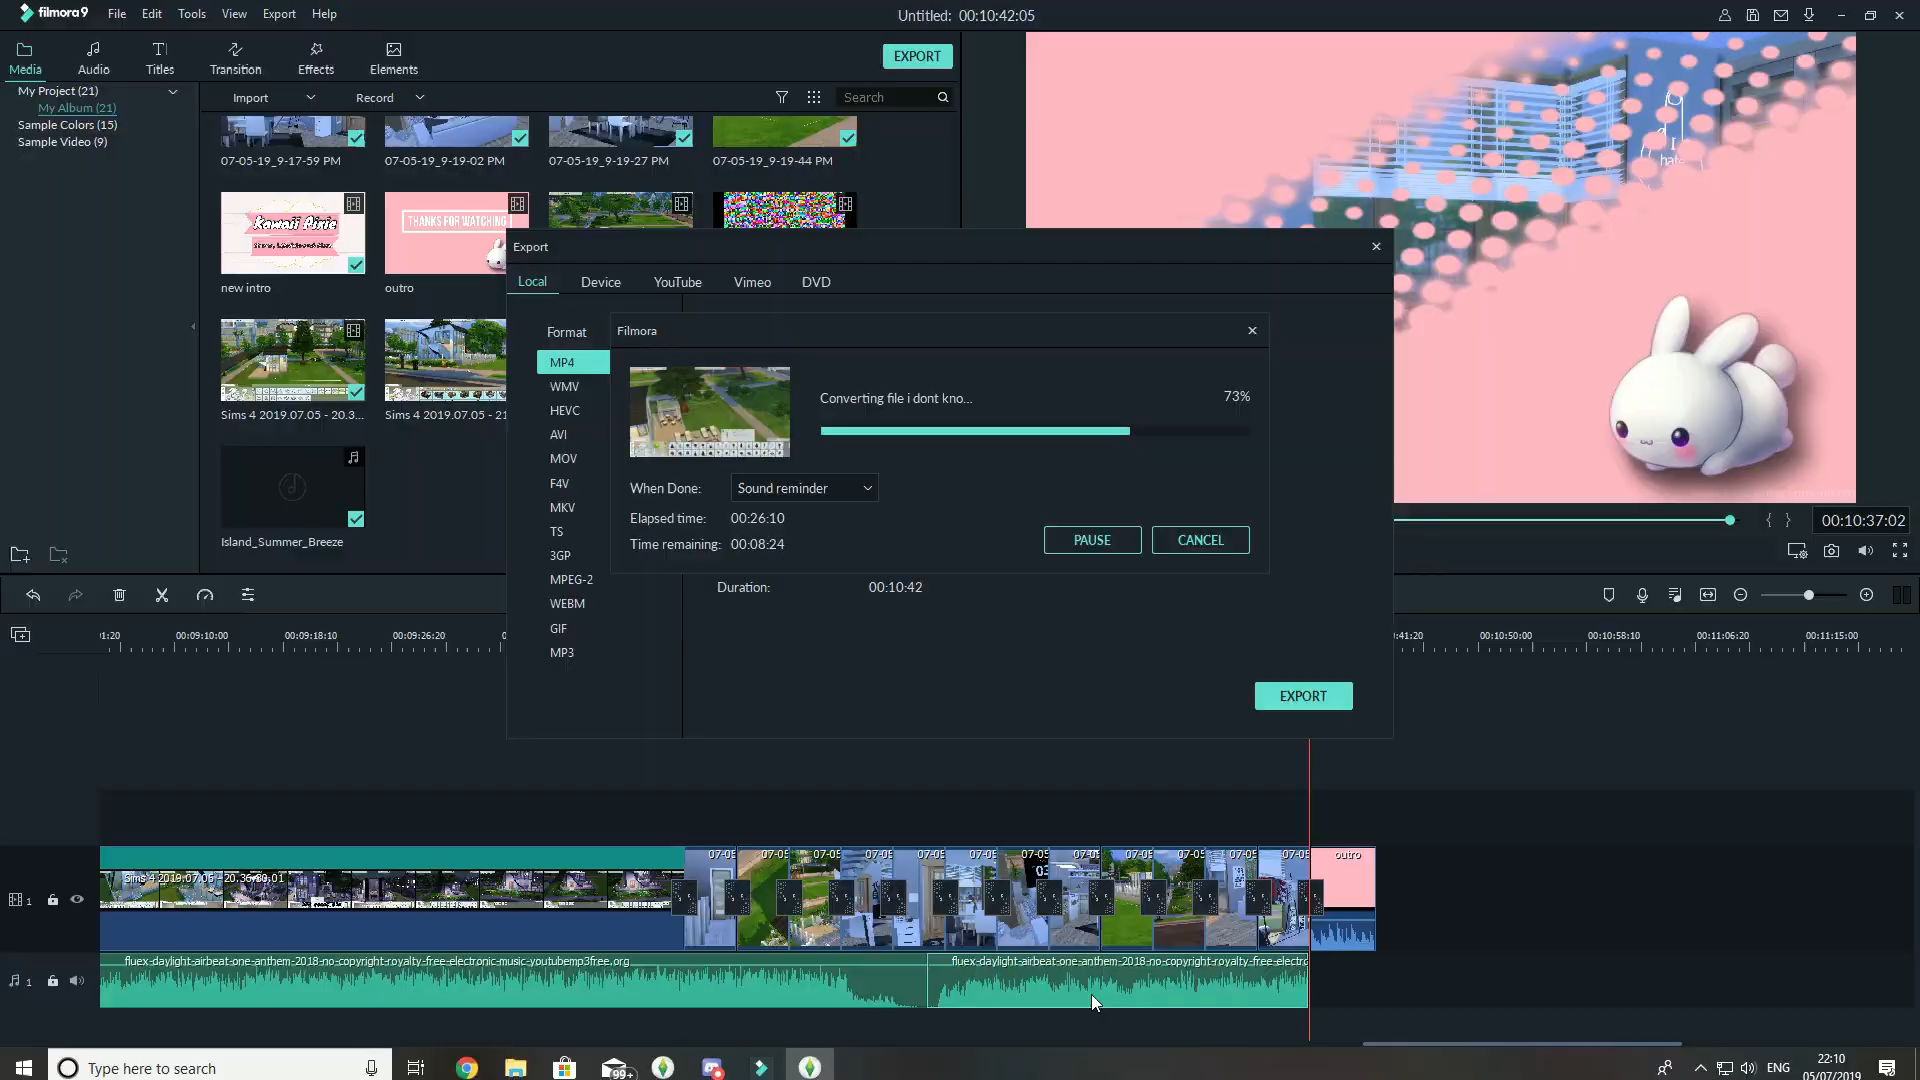 filmora9 File Edit Tools View Export Help
Untitled: 00:10:42:05
Media Audio Titles Transition Effects Elements
EXPORT
My Project (21)
My Album (21)
Sample Colors (15)
Sample Video (9)
Import Record Search
07-05-19_9-17-59 PM 07-05-19_9-19-02 PM 07-05-19_9-19-27 PM 07-05-19_9-19-44 PM
Kawaii Pixie
THANKS FOR WATCHING
new intro outro
Sims 4 2019.07.05 - 20.3... Sims 4 2019.07.05 - 21
Island_Summer_Breeze
I
hate
Export
Local Device YouTube Vimeo DVD
Format
MP4
WMV
HEVC
AVI
MOV
F4V
MKV
TS
3GP
MPEG-2
WEBM
GIF
MP3
Filmora
Converting file i dont kno... 73%
When Done: Sound reminder
Elapsed time: 00:26:10
Time remaining: 00:08:24
PAUSE CANCEL
Duration: 00:10:42
EXPORT
00:10:37:02
:01:20 00:09:10:00 00:09:18:10 00:09:26:20 0 :41:20 00:10:50:00 00:10:58:10 00:11:06:20 00:11:15:00
07-05 07-05 07-05 07-05 07-05 07-05 07-05 07-05 07-05 07-05 07-05 07-05 outro
1
fluex-daylight-airbeat-one-anthem-2018-no-copyright-royalty-free-electronic-music-youtubemp3free.org fluex-daylight-airbeat-one-anthem-2018-no-copyright-royalty-free-electro
1
Type here to search
99+
ENG
22:10
05/07/2019